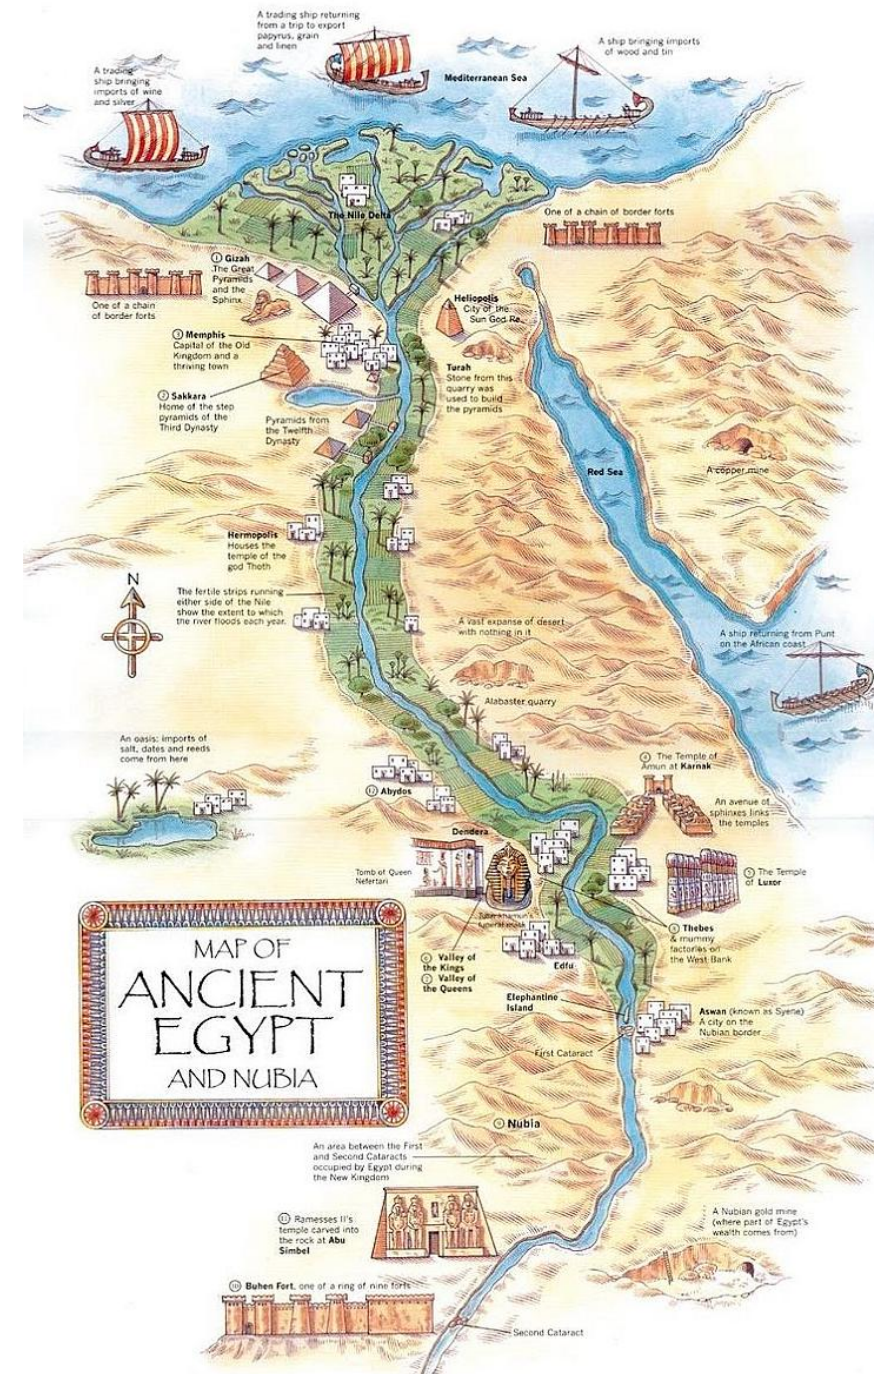 A trading ship returning
from a trip to export
papyrus, grain
and linen
A ship bringing imports
of wood and tin
Mediterranean Sea
A trading
ship bringing
imports of wine
and silver
The Nile Delta
One of a chain of border forts
① Gizah
The Great
Pyramids
and the
Sphinx
One of a chain
of border forts
Heliopolis
City of the
Sun God Re
③ Memphis
Capital of the Old
Kingdom and a
thriving town
Turah
Stone from this
quarry was
used to build
the pyramids
② Sakkara
Home of the step
pyramids of the
Third Dynasty
Pyramids from
the Twelfth
Dynasty
Red Sea
A copper mine
Hermopolis
Houses the
temple of the
god Thoth
N
The fertile strips running
either side of the Nile
show the extent to which
the river floods each year.
A vast expanse of desert
with nothing in it
A ship returning from Punt
on the African coast
Alabaster quarry
An oasis: imports of
salt, dates and reeds
come from here
④ The Temple of
Amun at Karnak
⑫ Abydos
An avenue of
sphinxes links
the temples
Dendera
Tomb of Queen
Nefertari
The Temple
of Luxor
Tutankhamun's
funeral mask
Thebes
& mummy
factories on
the West Bank
⑥ Valley of
the Kings
⑦ Valley of
the Queens
Edfu
Elephantine
Island
Aswan (known as Syene)
A city on the
Nubian border
First Cataract
MAP OF
ANCIENT
EGYPT
AND NUBIA
⑨ Nubia
An area between the First
and Second Cataracts
occupied by Egypt during
the New Kingdom
⑪ Ramesses II's
temple carved into
the rock at Abu
Simbel
A Nubian gold mine
(where part of Egypt's
wealth comes from)
⑩ Buhen Fort, one of a ring of nine forts
Second Cataract